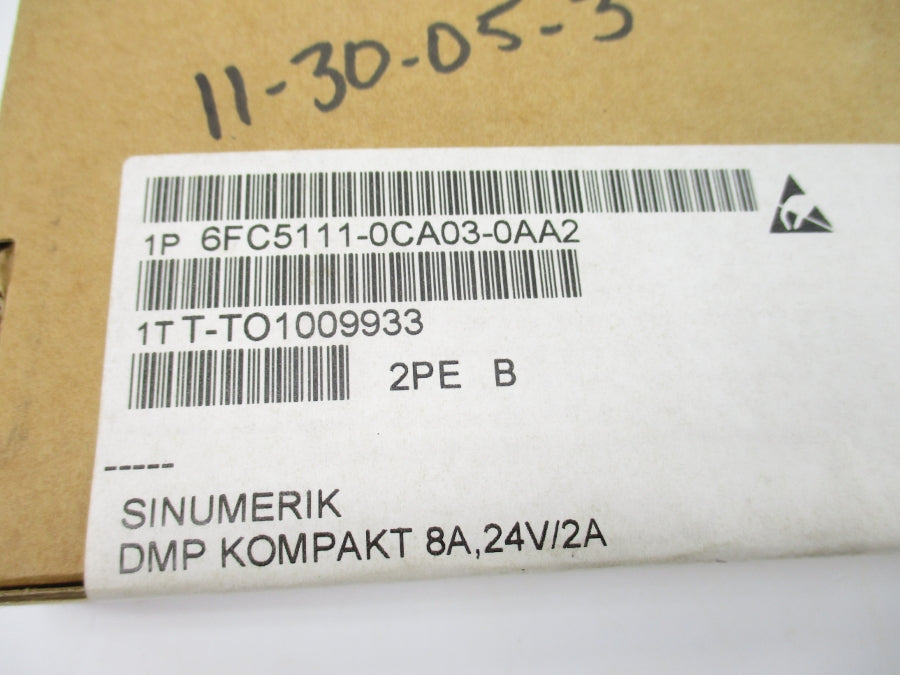 11-30-05-3
1P 6FC5111-0CA03-0AA2
1T T-TO1009933
2PE B
-----
SINUMERIK
DMP KOMPAKT 8A,24V/2A